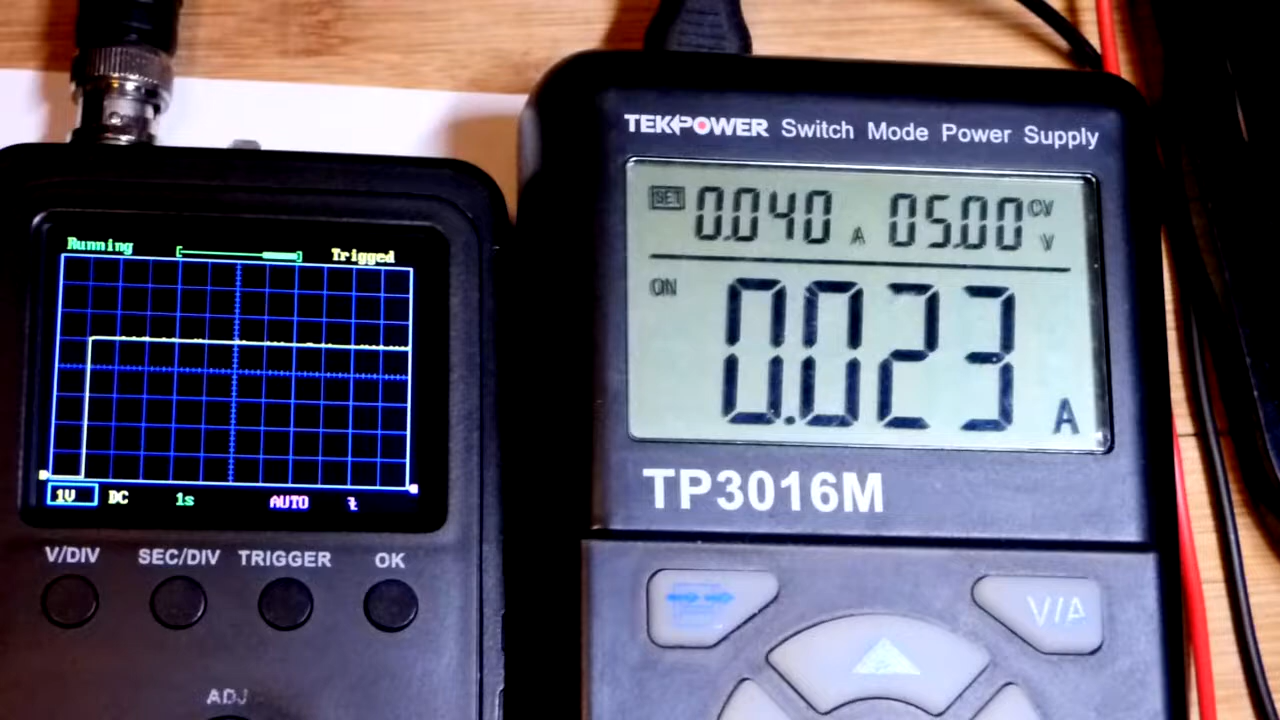 Running
Trigged
1V DC 1s AUTO
V/DIV SEC/DIV TRIGGER OK
ADJ
TEKPOWER Switch Mode Power Supply
SET 0.040 A 05.00 CV V
ON
0.023 A
TP3016M
V/A